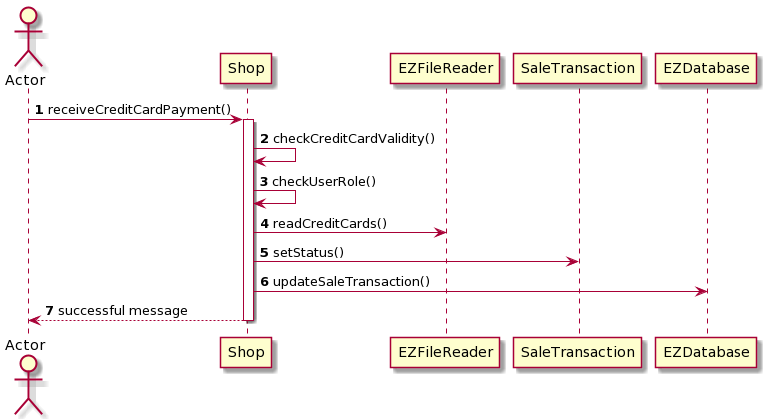 Actor
Shop
EZFileReader
SaleTransaction
EZDatabase
1 receiveCreditCardPayment()
2 checkCreditCardValidity()
3 checkUserRole()
4 readCreditCards()
5 setStatus()
6 updateSaleTransaction()
7 successful message
Actor
Shop
EZFileReader
SaleTransaction
EZDatabase